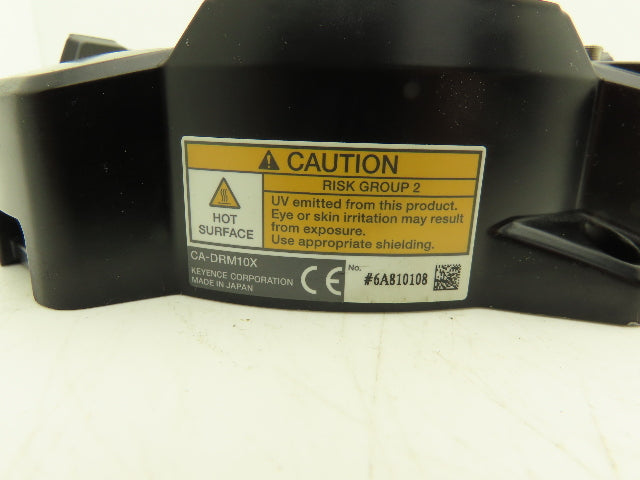 CAUTION
RISK GROUP 2
HOT
SURFACE
UV emitted from this product.
Eye or skin irritation may result
from exposure.
Use appropriate shielding.
CA-DRM10X
KEYENCE CORPORATION
MADE IN JAPAN
CE
No.
#6A810108